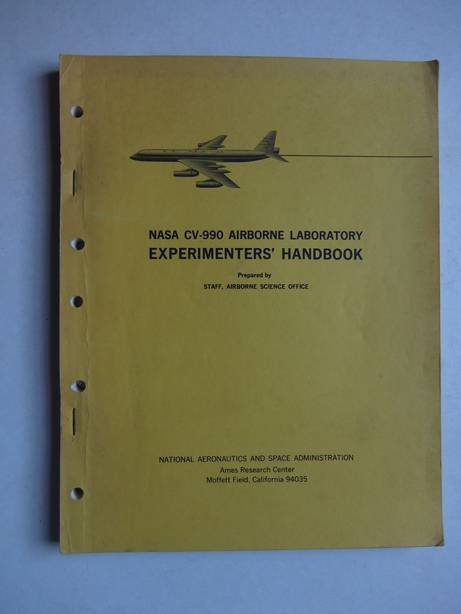 NASA CV-990 AIRBORNE LABORATORY
EXPERIMENTERS' HANDBOOK
Prepared by
STAFF, AIRBORNE SCIENCE OFFICE
NATIONAL AERONAUTICS AND SPACE ADMINISTRATION
Ames Research Center
Moffett Field, California 94035